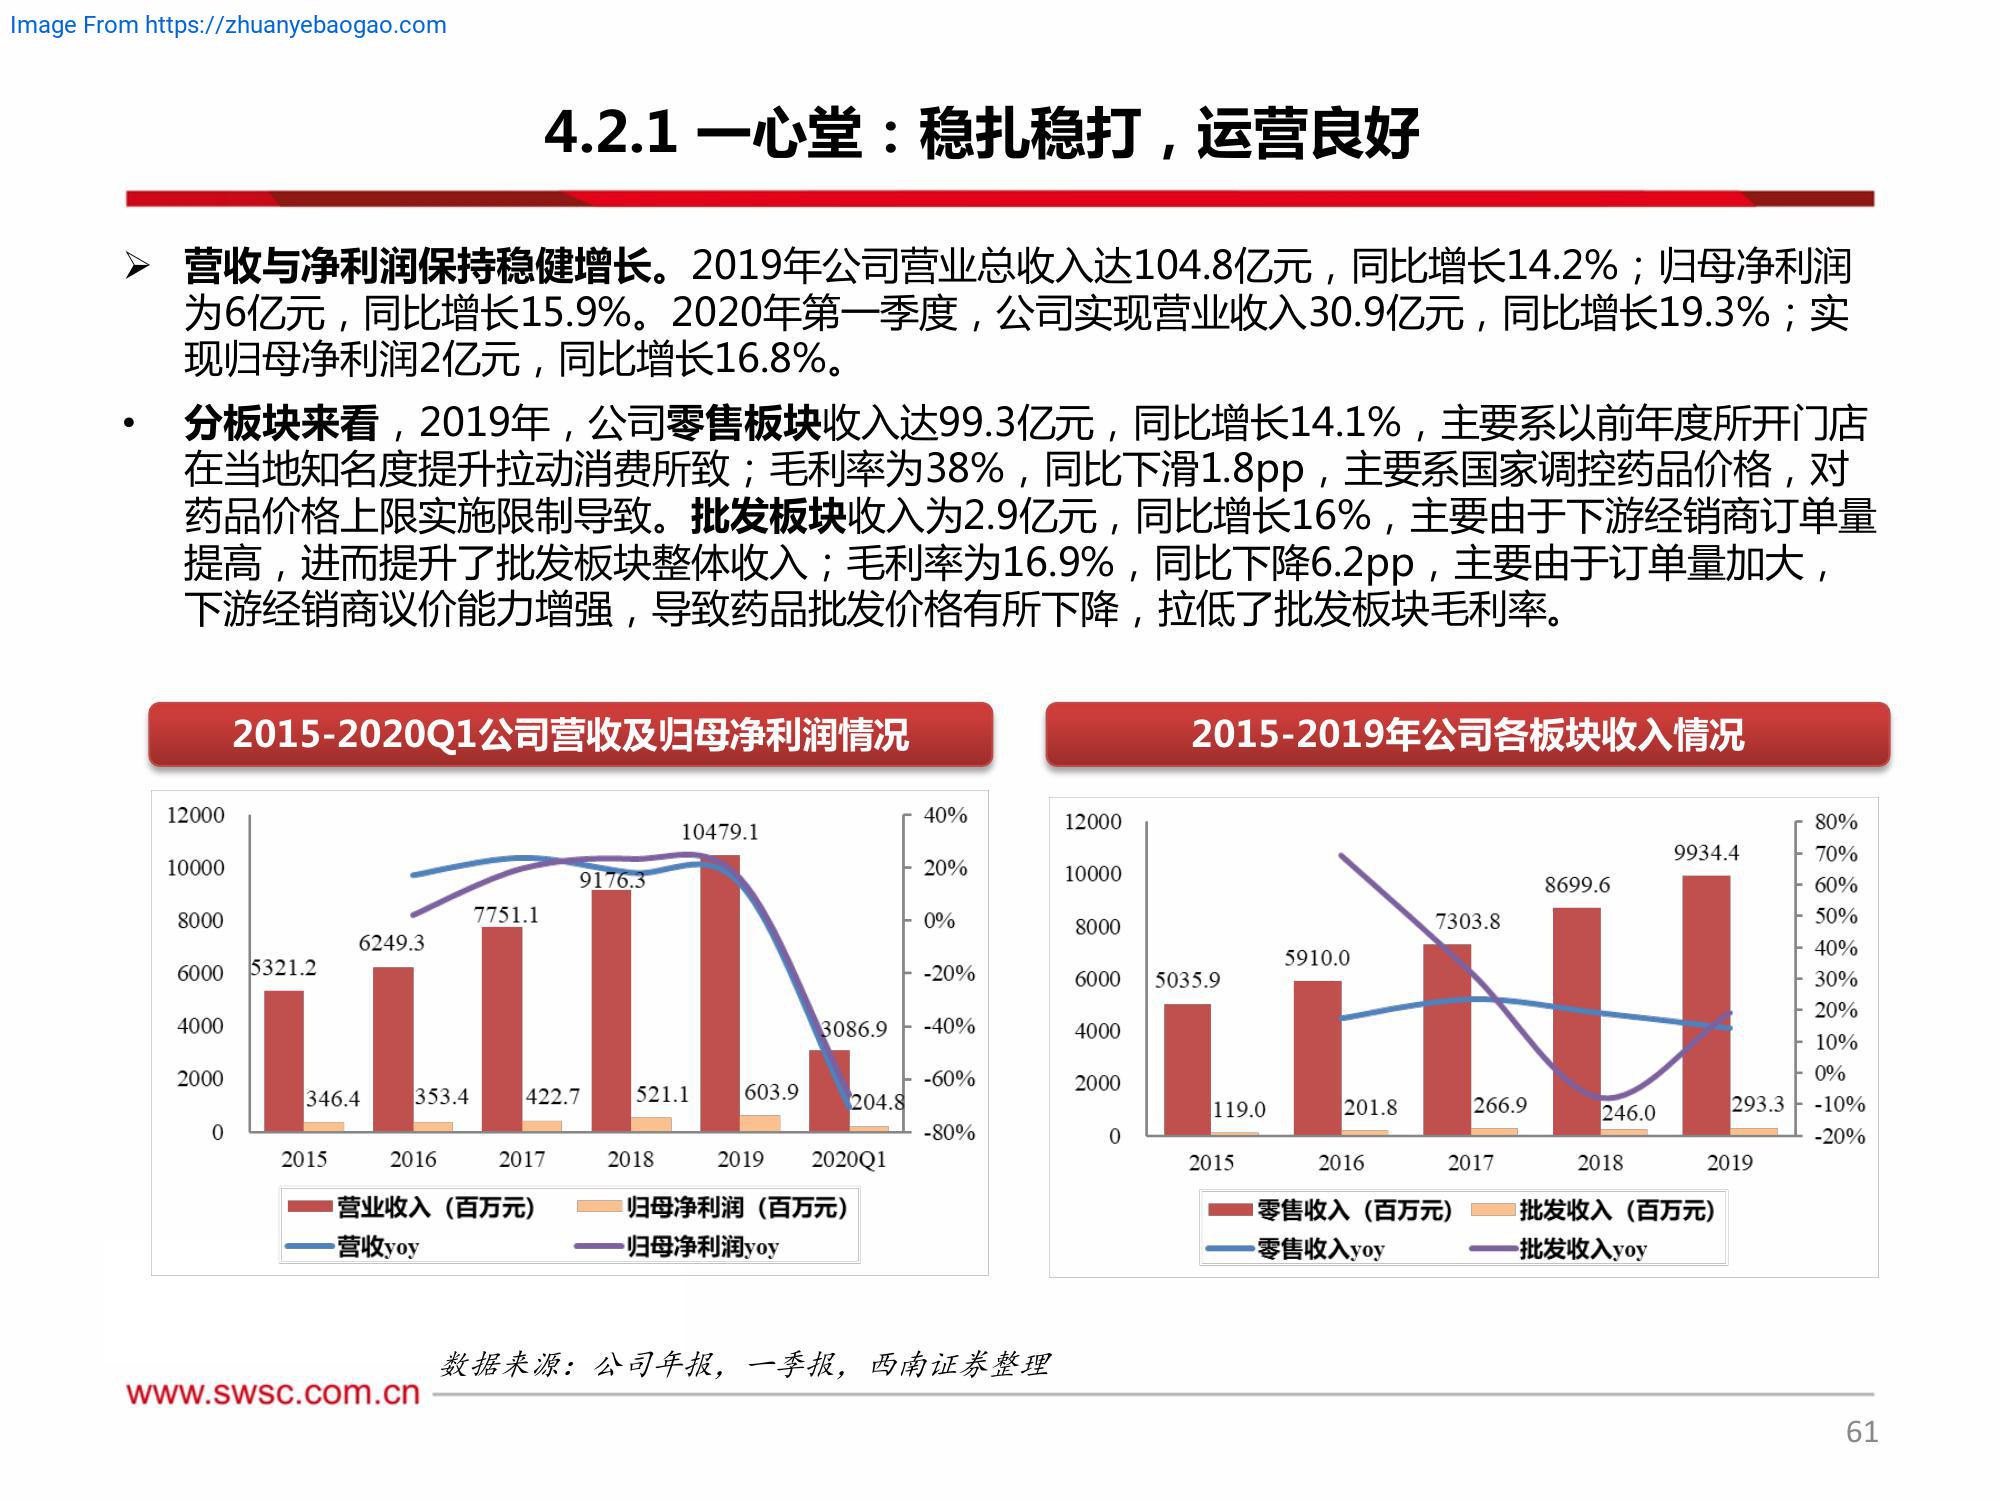 Image From https://zhuanyebaogao.com
4.2.1 一心堂：稳扎稳打，运营良好
➢ 营收与净利润保持稳健增长。2019年公司营业总收入达104.8亿元，同比增长14.2%；归母净利润
为6亿元，同比增长15.9%。2020年第一季度，公司实现营业收入30.9亿元，同比增长19.3%；实
现归母净利润2亿元，同比增长16.8%。
• 分板块来看，2019年，公司零售板块收入达99.3亿元，同比增长14.1%，主要系以前年度所开门店
在当地知名度提升拉动消费所致；毛利率为38%，同比下滑1.8pp，主要系国家调控药品价格，对
药品价格上限实施限制导致。批发板块收入为2.9亿元，同比增长16%，主要由于下游经销商订单量
提高，进而提升了批发板块整体收入；毛利率为16.9%，同比下降6.2pp，主要由于订单量加大，
下游经销商议价能力增强，导致药品批发价格有所下降，拉低了批发板块毛利率。
2015-2020Q1公司营收及归母净利润情况
12000
10000
8000
6000
4000
2000
0
40%
20%
0%
-20%
-40%
-60%
-80%
5321.2
6249.3
7751.1
9176.3
10479.1
3086.9
346.4
353.4
422.7
521.1
603.9
204.8
2015 2016 2017 2018 2019 2020Q1
营业收入（百万元） 归母净利润（百万元）
营收yoy 归母净利润yoy
2015-2019年公司各板块收入情况
12000
10000
8000
6000
4000
2000
0
80%
70%
60%
50%
40%
30%
20%
10%
0%
-10%
-20%
5035.9
5910.0
7303.8
8699.6
9934.4
119.0
201.8
266.9
246.0
293.3
2015 2016 2017 2018 2019
零售收入（百万元） 批发收入（百万元）
零售收入yoy 批发收入yoy
数据来源：公司年报，一季报，西南证券整理
www.swsc.com.cn
61